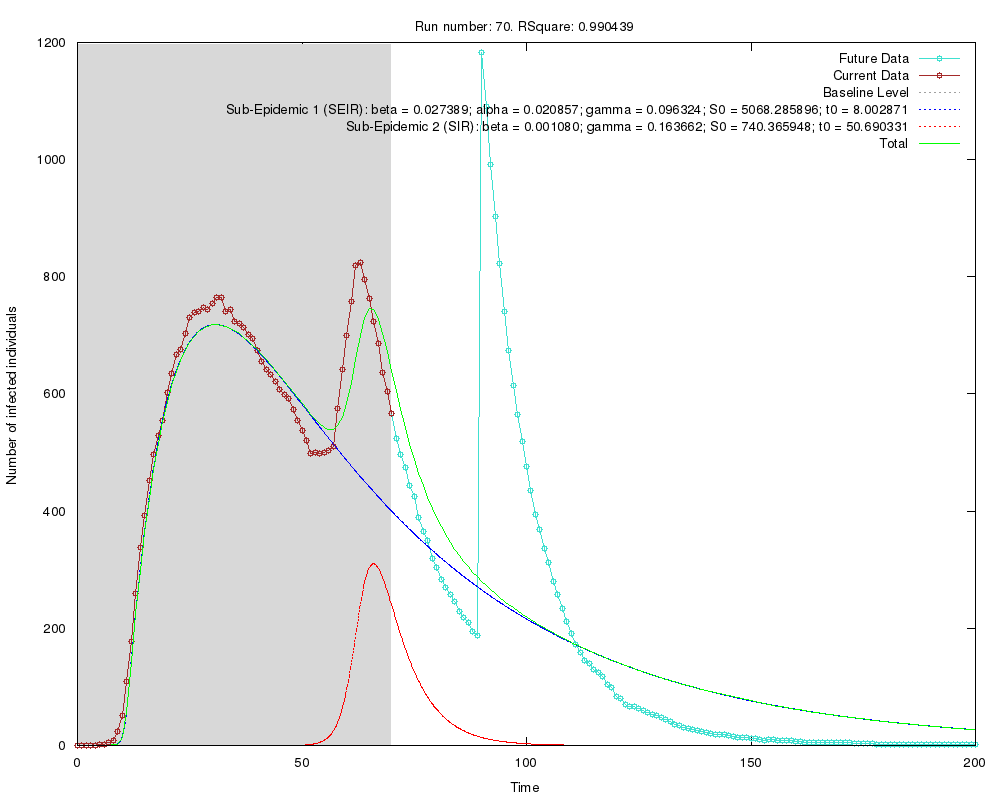 Run number: 70. RSquare: 0.990439
1200
1000
800
600
400
200
0
Number of infected individuals
Future Data
Current Data
Baseline Level
Sub-Epidemic 1 (SEIR): beta = 0.027389; alpha = 0.020857; gamma = 0.096324; S0 = 5068.285896; t0 = 8.002871
Sub-Epidemic 2 (SIR): beta = 0.001080; gamma = 0.163662; S0 = 740.365948; t0 = 50.690331
Total
0 50 100 150 200
Time